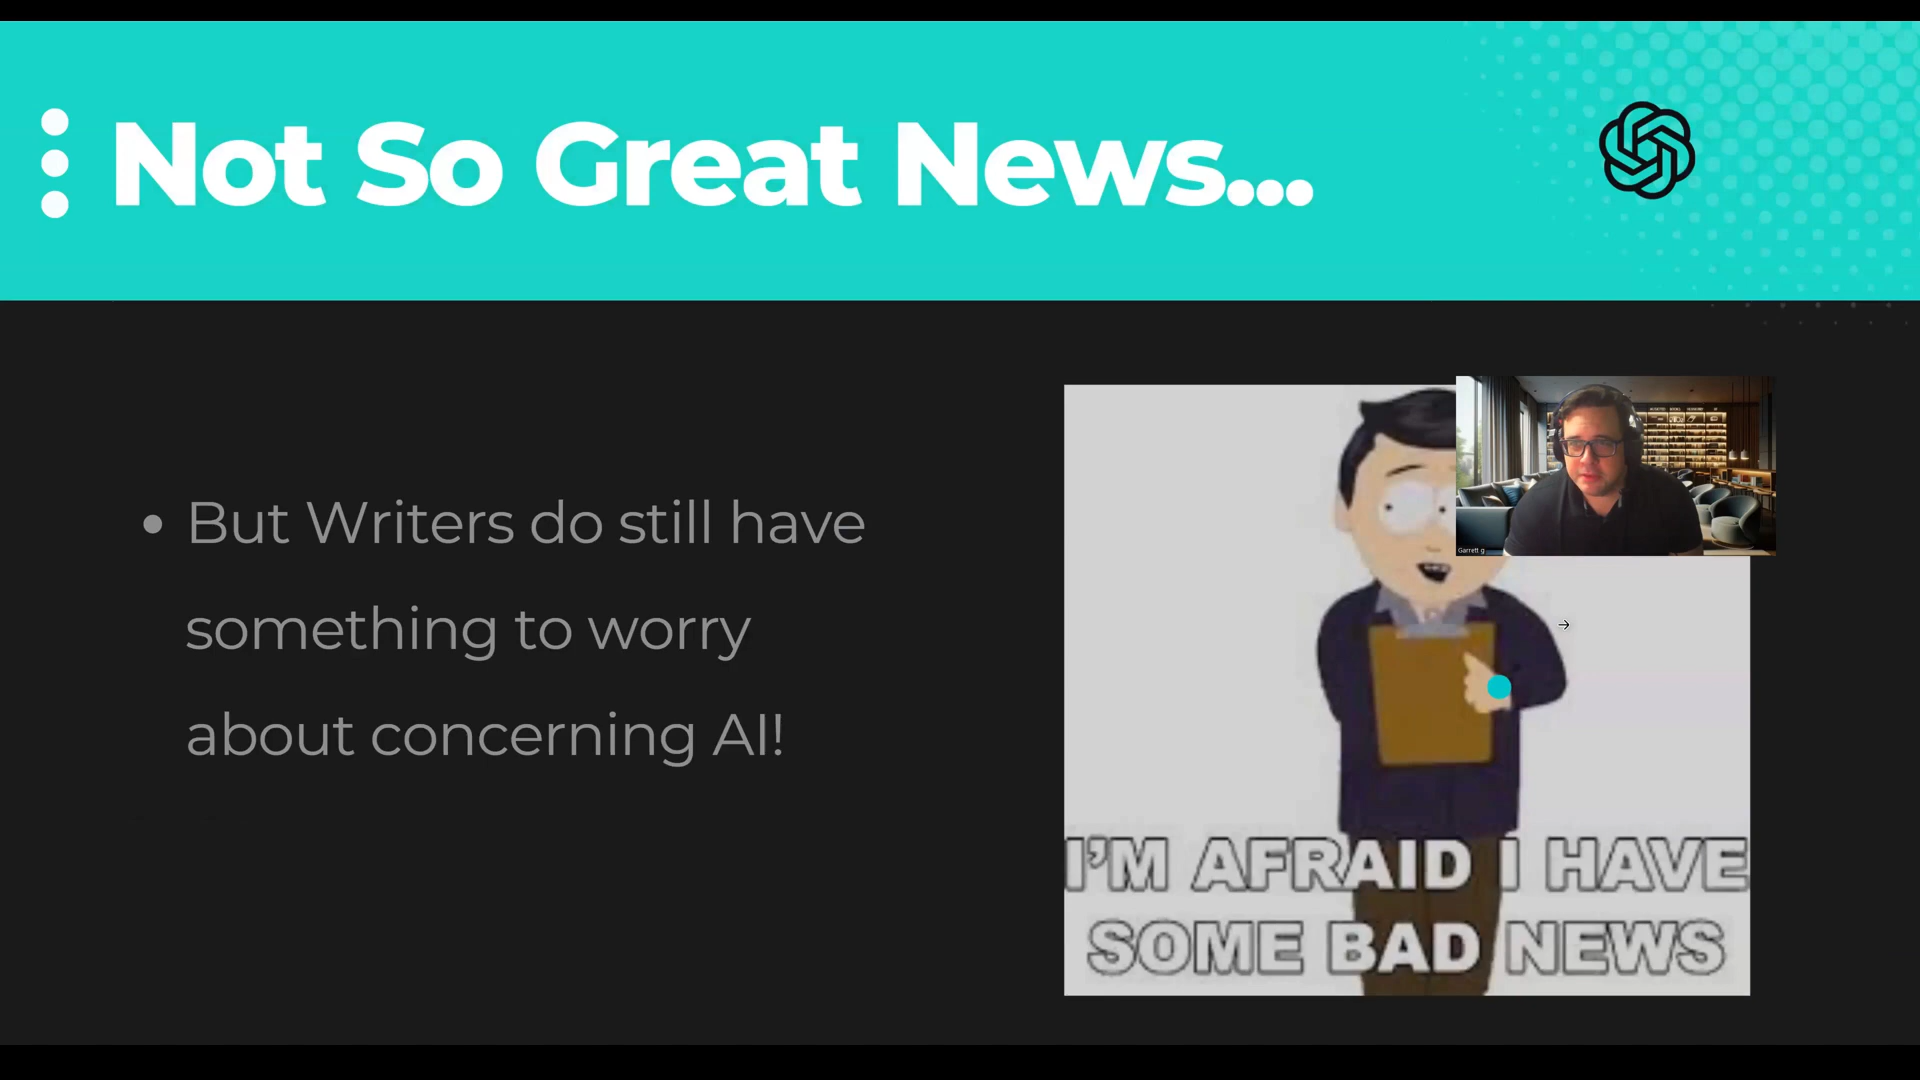 Not So Great News...
But Writers do still have
something to worry
about concerning AI!
Garrett g
I'M AFRAID I HAVE
SOME BAD NEWS